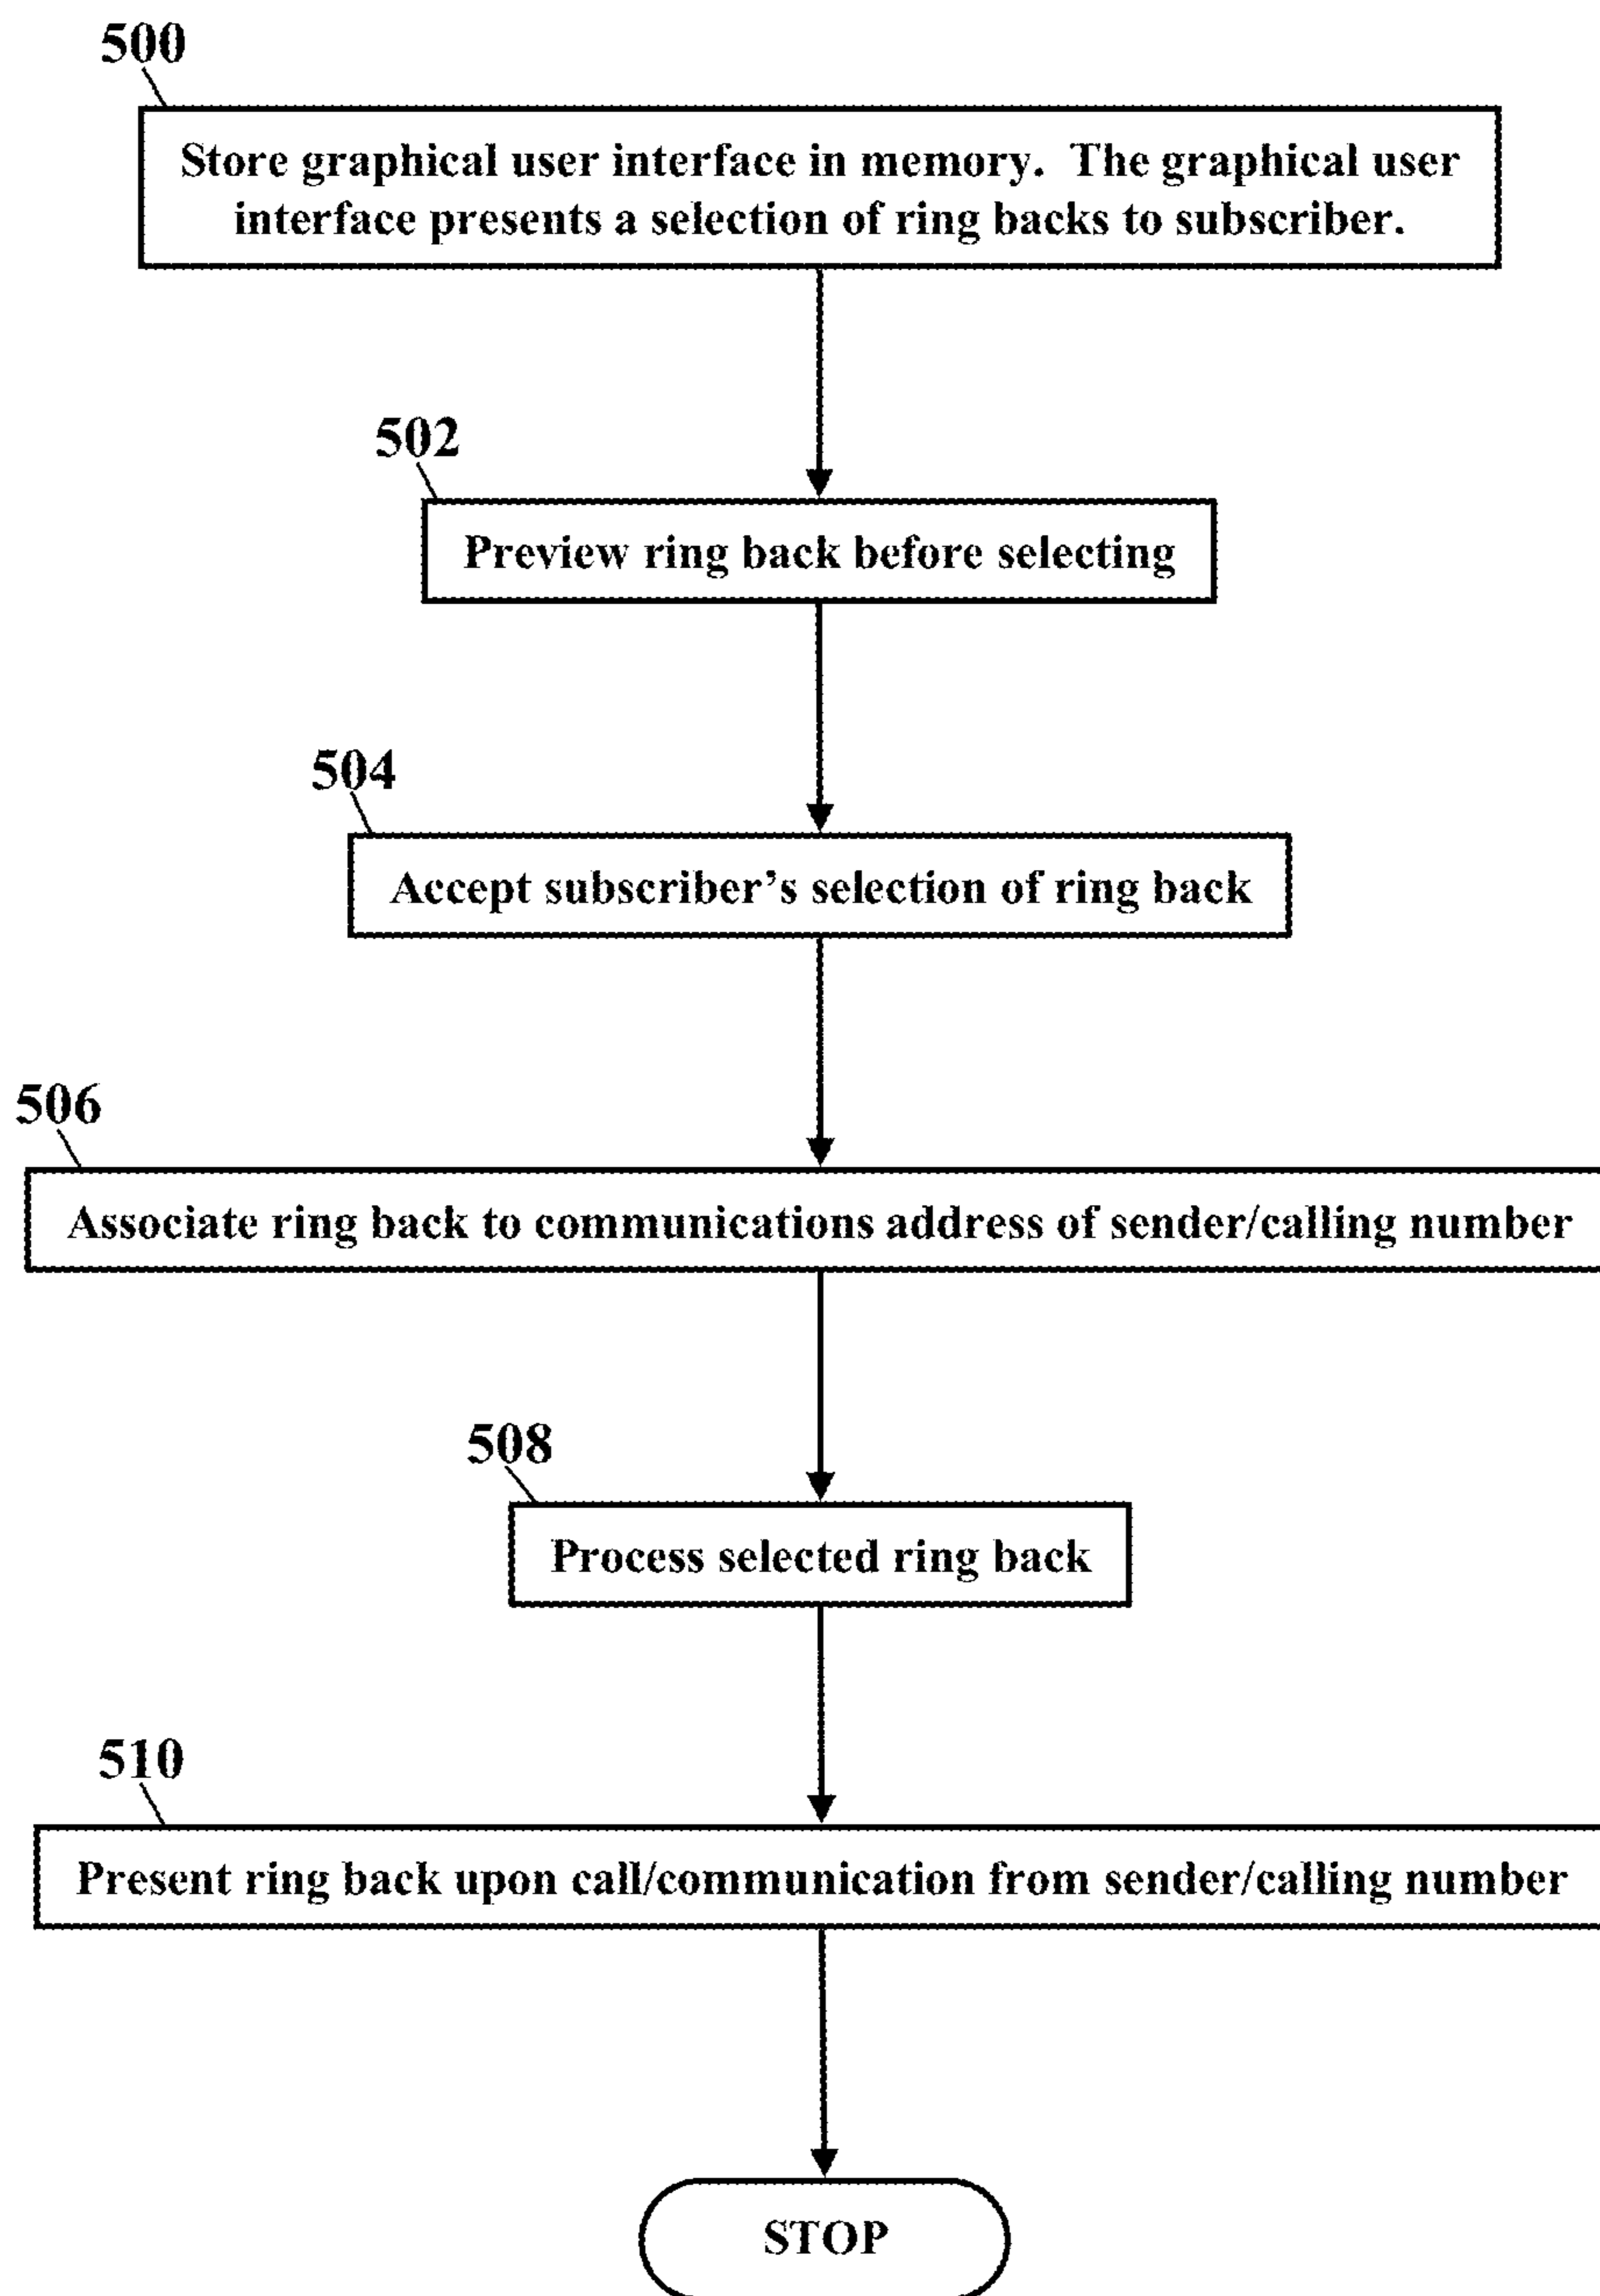 500
Store graphical user interface in memory. The graphical user
interface presents a selection of ring backs to subscriber.
502
Preview ring back before selecting
504
Accept subscriber’s selection of ring back
506
Associate ring back to communications address of sender/calling number
508
Process selected ring back
510
Present ring back upon call/communication from sender/calling number
STOP